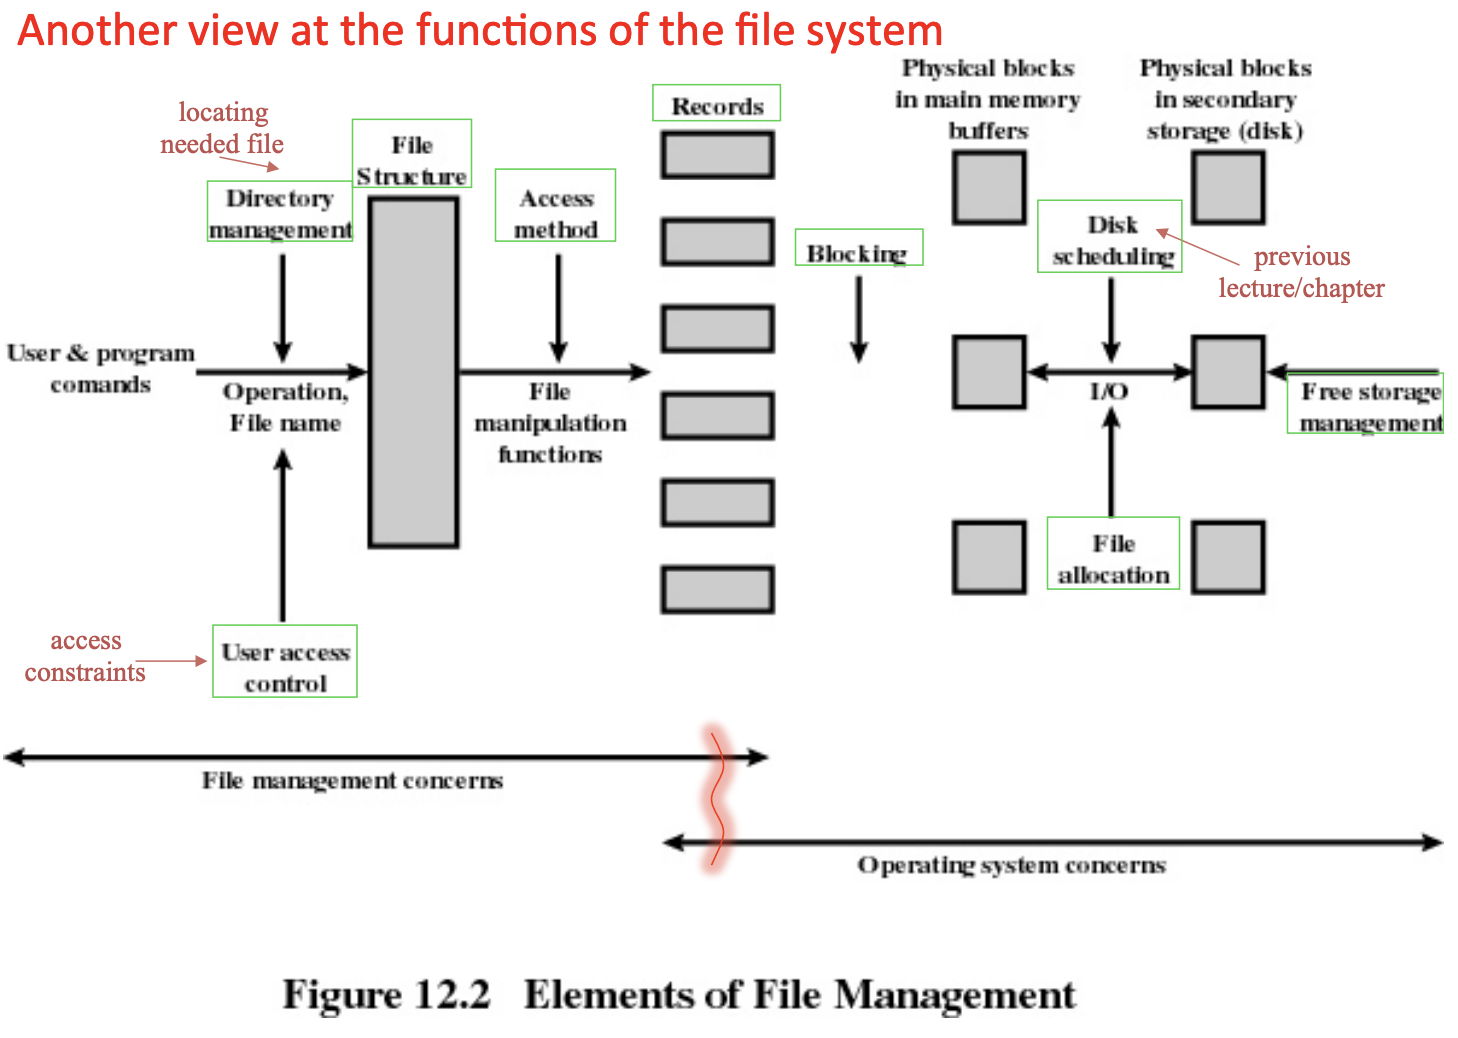 Another view at the functions of the file system
Physical blocks
in main memory
buffers
Physical blocks
in secondary
storage (disk)
Records
locating
needed file
File
Structure
Directory
management
Access
method
Blocking
Disk
scheduling
previous
lecture/chapter
User & program
comands
Operation,
File name
File
manipulation
functions
I/O
Free storage
management
File
allocation
access
constraints
User access
control
File management concerns
Operating system concerns
Figure 12.2 Elements of File Management